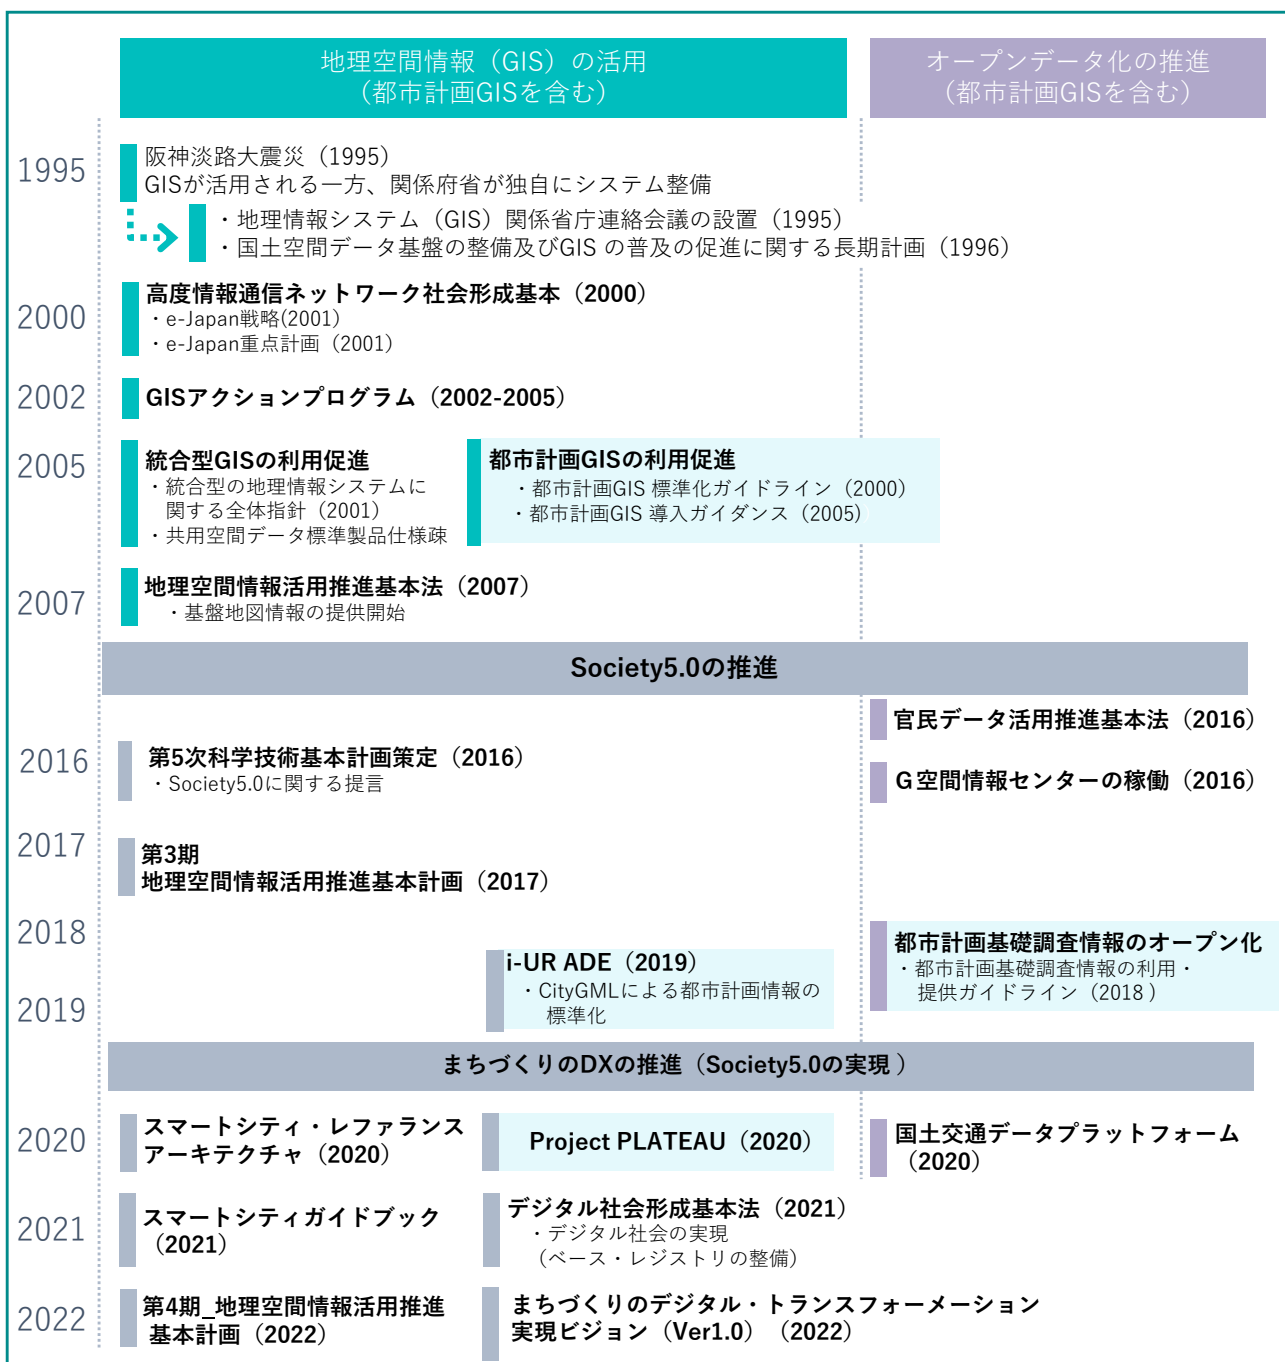 地理空間情報（GIS）の活用
（都市計画GISを含む）
オープンデータ化の推進
（都市計画GISを含む）
1995
阪神淡路大震災（1995）
GISが活用される一方、関係府省が独自にシステム整備
・地理情報システム（GIS）関係省庁連絡会議の設置（1995）
・国土空間データ基盤の整備及びGIS の普及の促進に関する長期計画（1996）
2000
高度情報通信ネットワーク社会形成基本（2000）
・e-Japan戦略(2001）
・e-Japan重点計画（2001）
2002
GISアクションプログラム（2002-2005）
2005
統合型GISの利用促進
・統合型の地理情報システムに
関する全体指針（2001）
・共用空間データ標準製品仕様疎
都市計画GISの利用促進
・都市計画GIS 標準化ガイドライン（2000）
・都市計画GIS 導入ガイダンス（2005）
2007
地理空間情報活用推進基本法（2007）
・基盤地図情報の提供開始
Society5.0の推進
官民データ活用推進基本法（2016）
2016
第5次科学技術基本計画策定（2016）
・Society5.0に関する提言
Ｇ空間情報センターの稼働（2016）
2017
第3期
地理空間情報活用推進基本計画（2017）
2018
都市計画基礎調査情報のオープン化
・都市計画基礎調査情報の利用・
提供ガイドライン（2018 ）
2019
i-UR ADE（2019）
・CityGMLによる都市計画情報の
標準化
まちづくりのDXの推進（Society5.0の実現 ）
2020
スマートシティ・レファランス
アーキテクチャ（2020）
Project PLATEAU（2020）
国土交通データプラットフォーム
（2020）
2021
スマートシティガイドブック
（2021）
デジタル社会形成基本法（2021）
・デジタル社会の実現
（ベース・レジストリの整備）
2022
第4期_地理空間情報活用推進
基本計画（2022）
まちづくりのデジタル・トランスフォーメーション
実現ビジョン（Ver1.0）（2022）